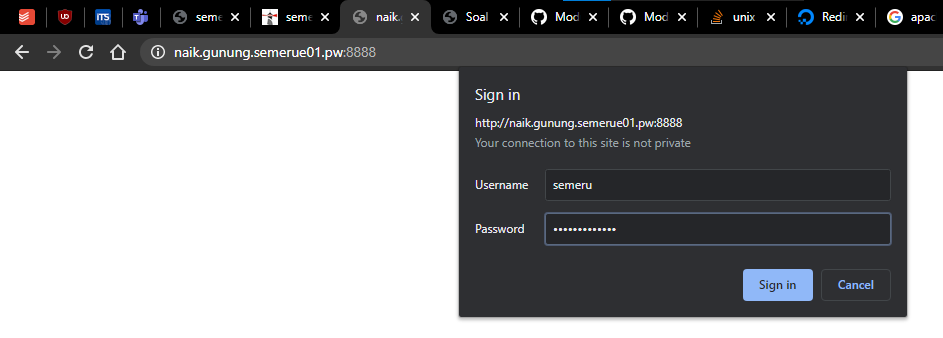 ITS seme seme naik. Soal Mod Mod unix Redi apac
naik.gunung.semerue01.pw:8888
Sign in
http://naik.gunung.semerue01.pw:8888
Your connection to this site is not private
Username semeru
Password •••••••••••••
Sign in Cancel